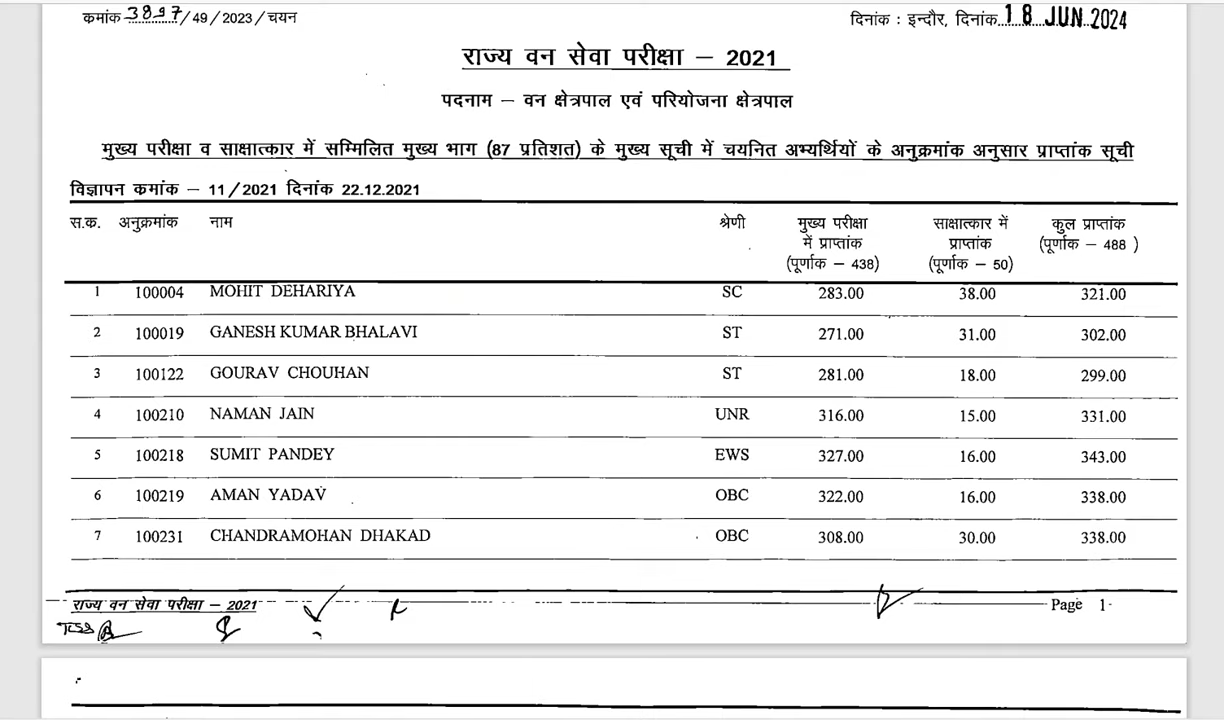 कमांक 3897/49/2023/चयन दिनांक : इन्दौर, दिनांक 18 JUN 2024
राज्य वन सेवा परीक्षा – 2021
पदनाम – वन क्षेत्रपाल एवं परियोजना क्षेत्रपाल
मुख्य परीक्षा व साक्षात्कार में सम्मिलित मुख्य भाग (87 प्रतिशत) के मुख्य सूची में चयनित अभ्यर्थियों के अनुक्रमांक अनुसार प्राप्तांक सूची
विज्ञापन कमांक – 11/2021 दिनांक 22.12.2021
स.क. अनुक्रमांक नाम श्रेणी मुख्य परीक्षा साक्षात्कार में कुल प्राप्तांक
में प्राप्तांक प्राप्तांक (पूर्णाक – 488 )
(पूर्णाक – 438) (पूर्णाक – 50)
1 100004 MOHIT DEHARIYA SC 283.00 38.00 321.00
2 100019 GANESH KUMAR BHALAVI ST 271.00 31.00 302.00
3 100122 GOURAV CHOUHAN ST 281.00 18.00 299.00
4 100210 NAMAN JAIN UNR 316.00 15.00 331.00
5 100218 SUMIT PANDEY EWS 327.00 16.00 343.00
6 100219 AMAN YADAV OBC 322.00 16.00 338.00
7 100231 CHANDRAMOHAN DHAKAD OBC 308.00 30.00 338.00
राज्य वन सेवा परीक्षा – 2021 Page 1